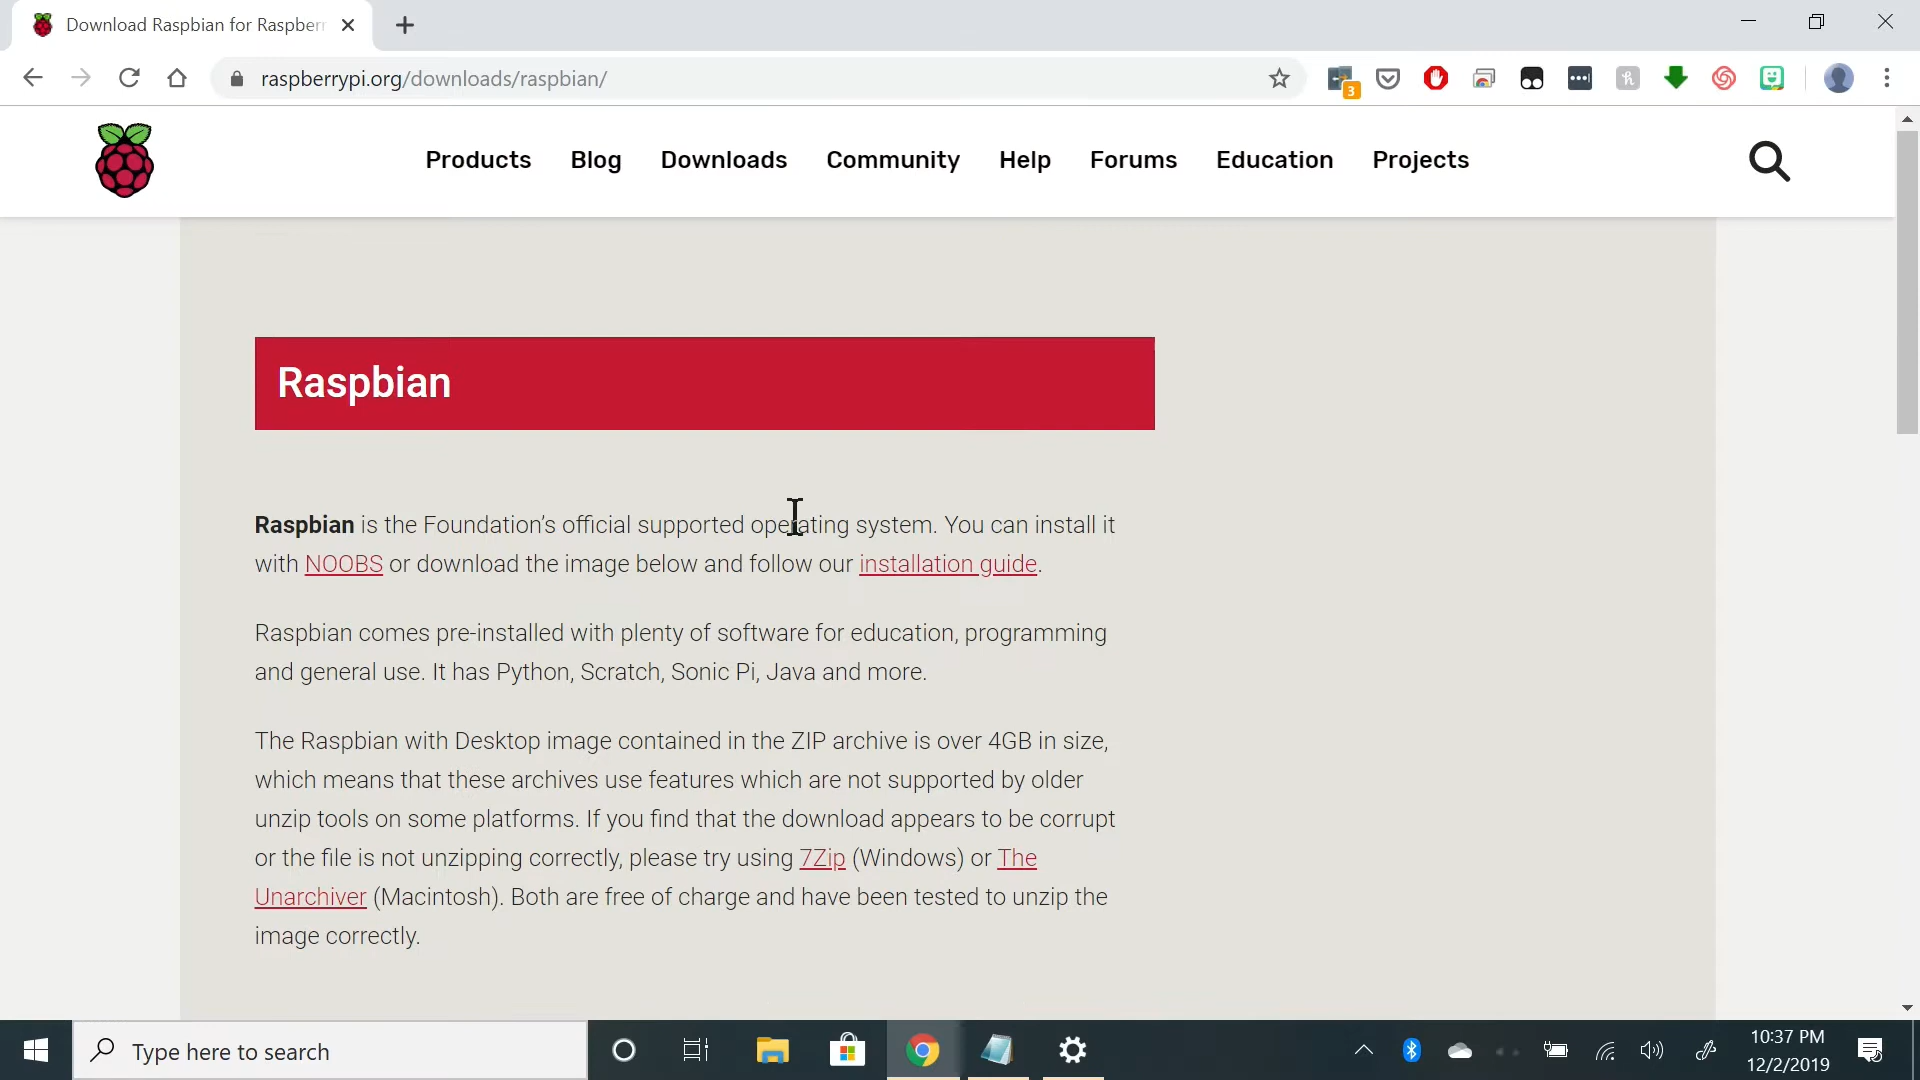 Download Raspbian for Raspberr
raspberrypi.org/downloads/raspbian/
3
Products Blog Downloads Community Help Forums Education Projects
Raspbian
Raspbian is the Foundation's official supported operating system. You can install it
with NOOBS or download the image below and follow our installation guide.
Raspbian comes pre-installed with plenty of software for education, programming
and general use. It has Python, Scratch, Sonic Pi, Java and more.
The Raspbian with Desktop image contained in the ZIP archive is over 4GB in size,
which means that these archives use features which are not supported by older
unzip tools on some platforms. If you find that the download appears to be corrupt
or the file is not unzipping correctly, please try using 7Zip (Windows) or The
Unarchiver (Macintosh). Both are free of charge and have been tested to unzip the
image correctly.
Type here to search
10:37 PM
12/2/2019